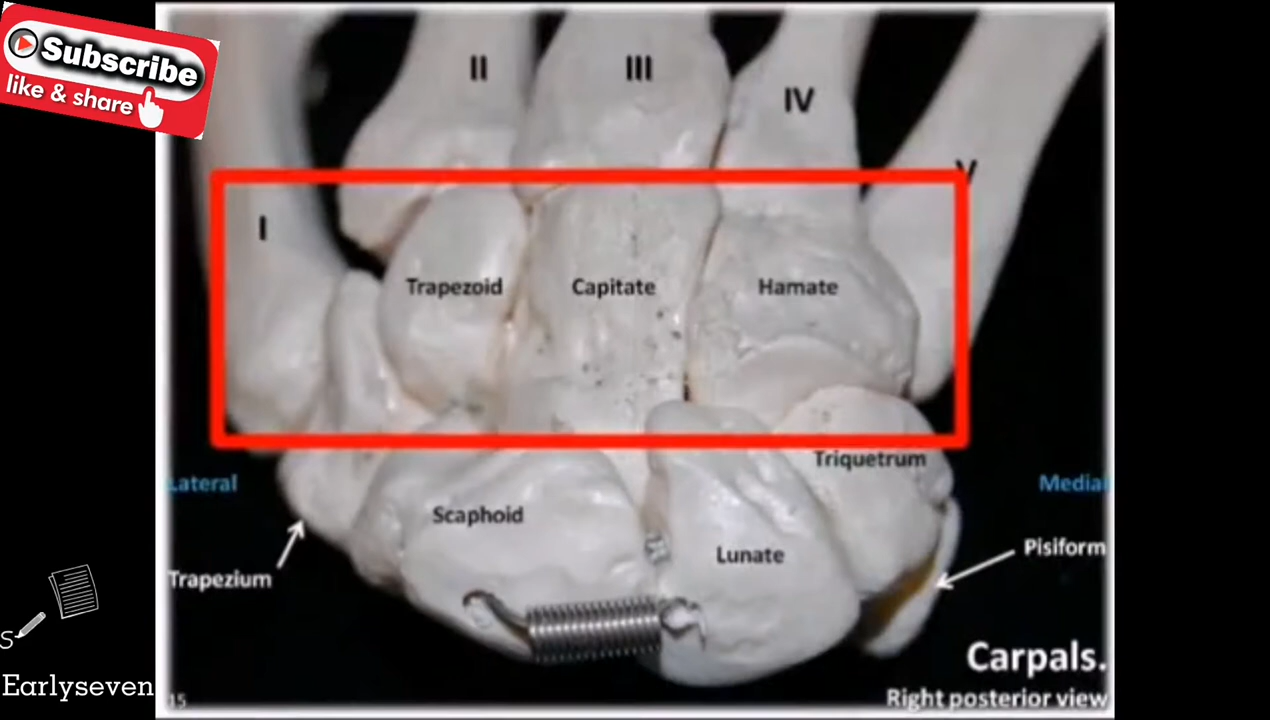 Subscribe
like & share
II
III
IV
V
I
Trapezoid
Capitate
Hamate
Triquetrum
Lateral
Medial
Scaphoid
Lunate
Pisiform
Trapezium
S
Earlyseven
Carpals.
15
Right posterior view